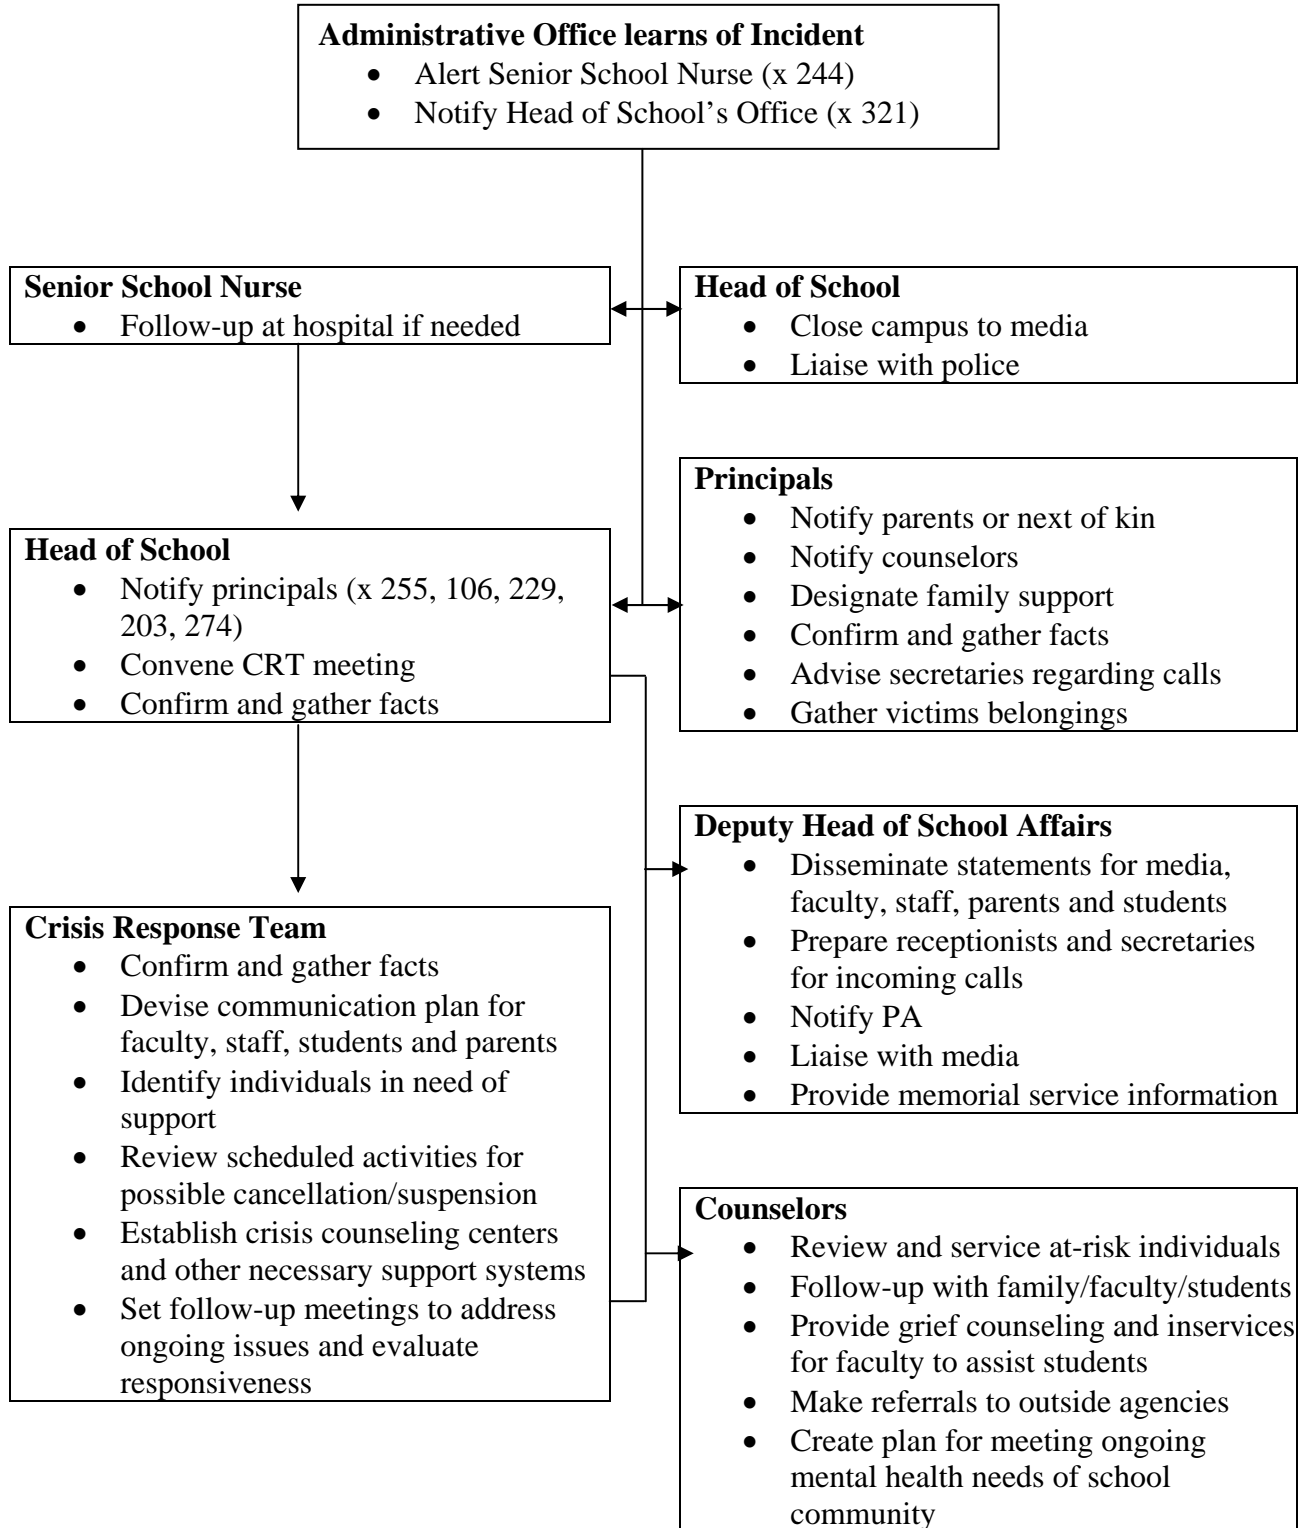 Administrative Office learns of Incident
• Alert Senior School Nurse (x 244)
• Notify Head of School’s Office (x 321)
Senior School Nurse
• Follow-up at hospital if needed
Head of School
• Close campus to media
• Liaise with police
Principals
• Notify parents or next of kin
• Notify counselors
• Designate family support
• Confirm and gather facts
• Advise secretaries regarding calls
• Gather victims belongings
Head of School
• Notify principals (x 255, 106, 229,
203, 274)
• Convene CRT meeting
• Confirm and gather facts
Deputy Head of School Affairs
• Disseminate statements for media,
faculty, staff, parents and students
• Prepare receptionists and secretaries
for incoming calls
• Notify PA
• Liaise with media
• Provide memorial service information
Crisis Response Team
• Confirm and gather facts
• Devise communication plan for
faculty, staff, students and parents
• Identify individuals in need of
support
• Review scheduled activities for
possible cancellation/suspension
• Establish crisis counseling centers
and other necessary support systems
• Set follow-up meetings to address
ongoing issues and evaluate
responsiveness
Counselors
• Review and service at-risk individuals
• Follow-up with family/faculty/students
• Provide grief counseling and inservices
for faculty to assist students
• Make referrals to outside agencies
• Create plan for meeting ongoing
mental health needs of school
community